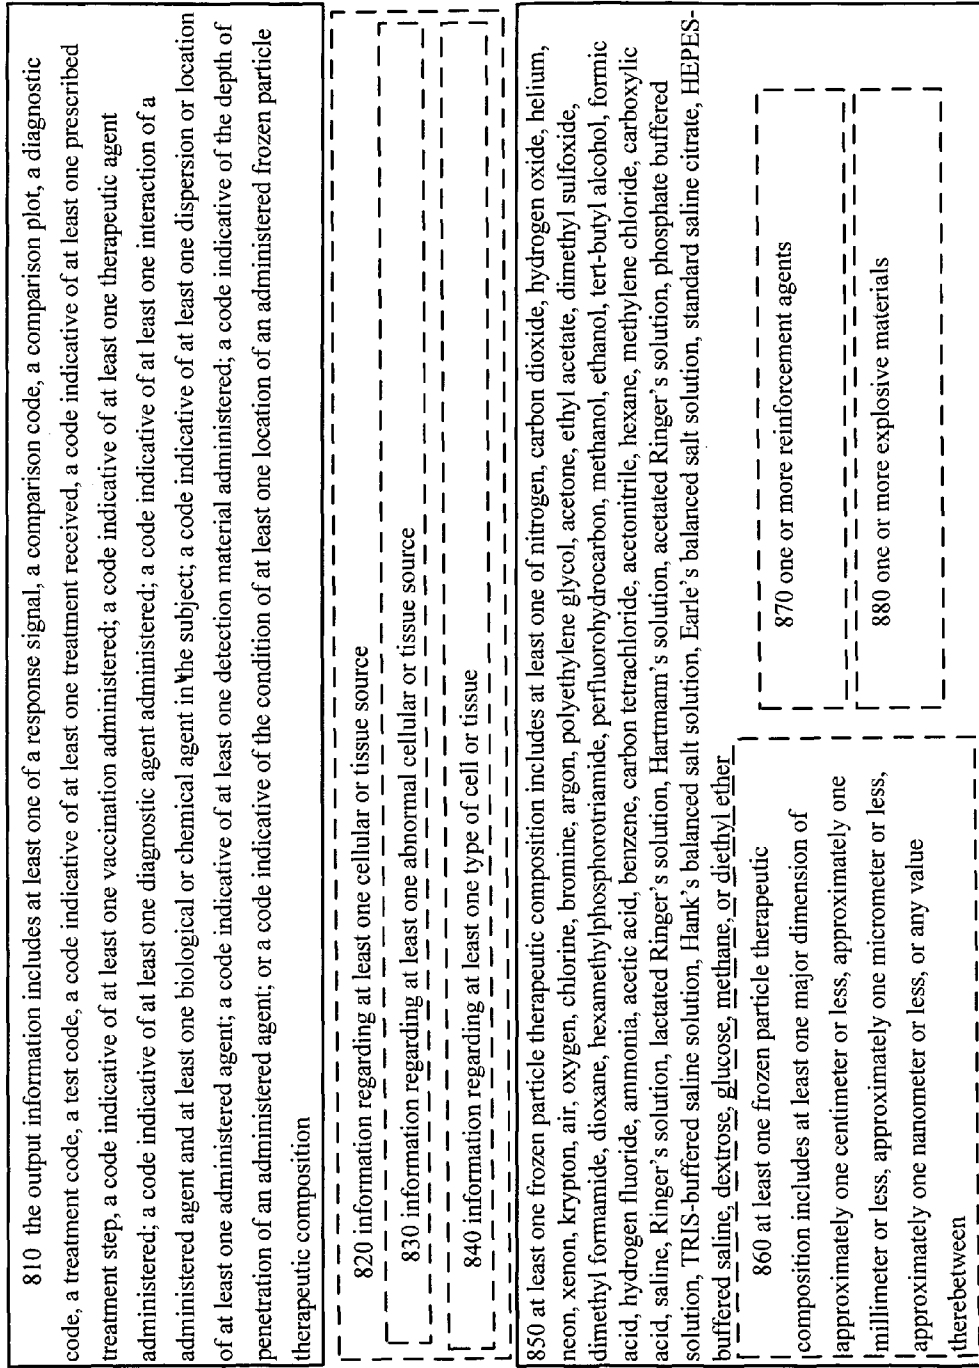 810 the output information includes at least one of a response signal, a comparison code, a comparison plot, a diagnostic
code, a treatment code, a test code, a code indicative of at least one treatment received, a code indicative of at least one prescribed
treatment step, a code indicative of at least one vaccination administered; a code indicative of at least one therapeutic agent
administered; a code indicative of at least one diagnostic agent administered; a code indicative of at least one interaction of a
administered agent and at least one biological or chemical agent in the subject; a code indicative of at least one dispersion or location
of at least one administered agent; a code indicative of at least one detection material administered; a code indicative of the depth of
penetration of an administered agent; or a code indicative of the condition of at least one location of an administered frozen particle
therapeutic composition
820 information regarding at least one cellular or tissue source
830 information regarding at least one abnormal cellular or tissue source
840 information regarding at least one type of cell or tissue
850 at least one frozen particle therapeutic composition includes at least one of nitrogen, carbon dioxide, hydrogen oxide, helium,
neon, xenon, krypton, air, oxygen, chlorine, bromine, argon, polyethylene glycol, acetone, ethyl acetate, dimethyl sulfoxide,
dimethyl formamide, dioxane, hexamethylphosphorotriamide, perfluorohydrocarbon, methanol, ethanol, tert-butyl alcohol, formic
acid, hydrogen fluoride, ammonia, acetic acid, benzene, carbon tetrachloride, acetonitrile, hexane, methylene chloride, carboxylic
acid, saline, Ringer's solution, lactated Ringer's solution, Hartmann's solution, acetated Ringer's solution, phosphate buffered
solution, TRIS-buffered saline solution, Hank's balanced salt solution, Earle's balanced salt solution, standard saline citrate, HEPES-
buffered saline, dextrose, glucose, methane, or diethyl ether
860 at least one frozen particle therapeutic
composition includes at least one major dimension of
approximately one centimeter or less, approximately one
millimeter or less, approximately one micrometer or less,
approximately one nanometer or less, or any value
therebetween
870 one or more reinforcement agents
880 one or more explosive materials